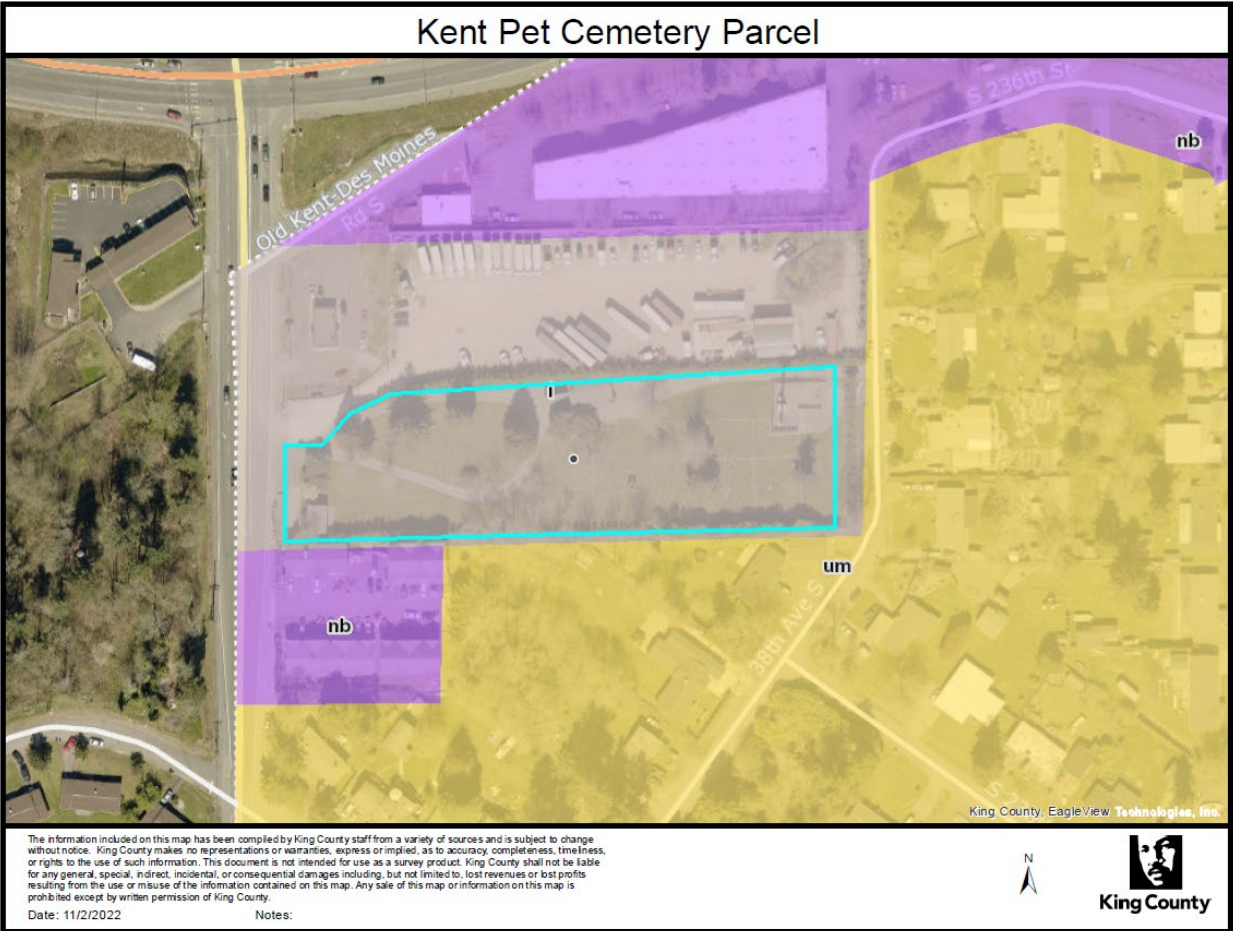 Kent Pet Cemetery Parcel
S 236th St
nb
Old Kent-Des Moines
Rd S
i
um
nb
38th Ave S
King County, EagleView Technologies, Inc.
The information included on this map has been compiled by King County staff from a variety of sources and is subject to change
without notice. King County makes no representations or warranties, express or implied, as to accuracy, completeness, timeliness,
or rights to the use of such information. This document is not intended for use as a survey product. King County shall not be liable
for any general, special, indirect, incidental, or consequential damages including, but not limited to, lost revenues or lost profits
resulting from the use or misuse of the information contained on this map. Any sale of this map or information on this map is
prohibited except by written permission of King County.
Date: 11/2/2022 Notes:
N
King County